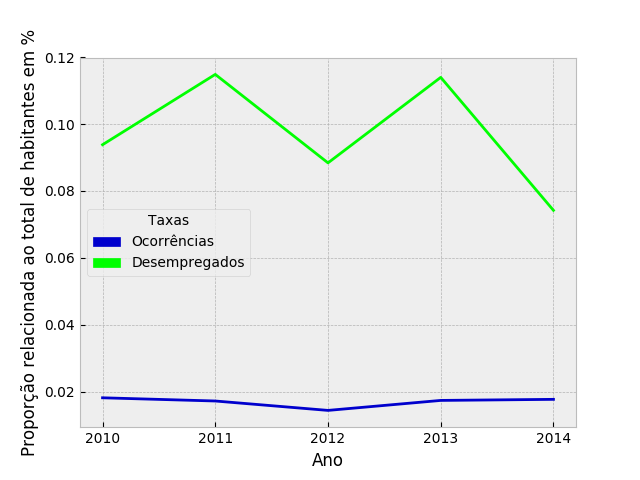 Proporção relacionada ao total de habitantes em %
0.12
0.10
0.08
0.06
0.04
0.02
Taxas
Ocorrências
Desempregados
2010 2011 2012 2013 2014
Ano